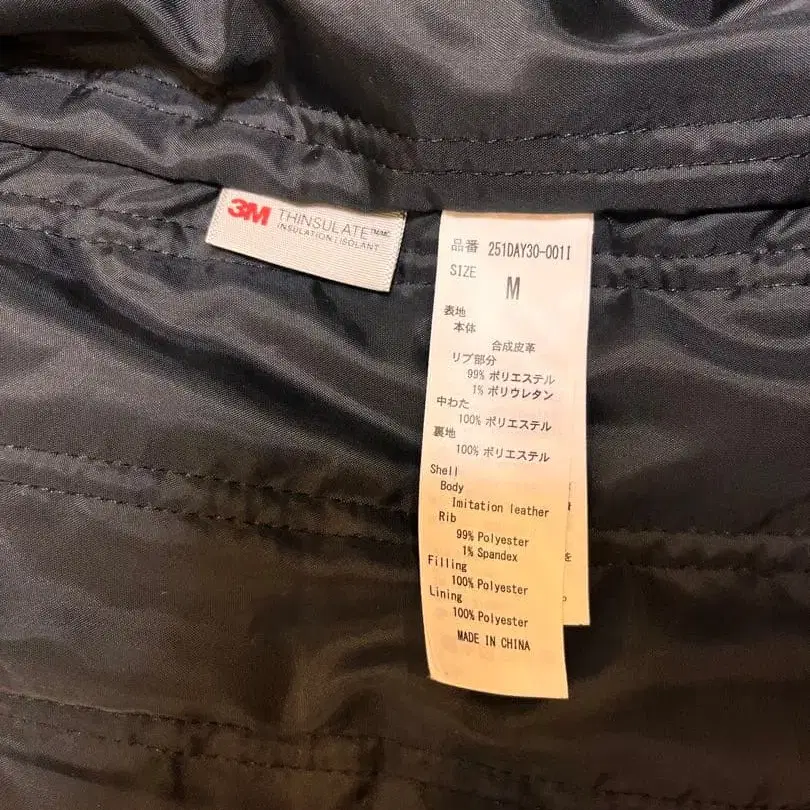 3M THINSULATE™MC
INSULATION | ISOLANT
品番 251DAY30-001I
SIZE
M
表地
本体
合成皮革
リブ部分
99% ポリエステル
1% ポリウレタン
中わた
100% ポリエステル
裏地
100% ポリエステル
Shell
Body
Imitation leather
Rib
99% Polyester
1% Spandex
Filling
100% Polyester
Lining
100% Polyester
MADE IN CHINA
を